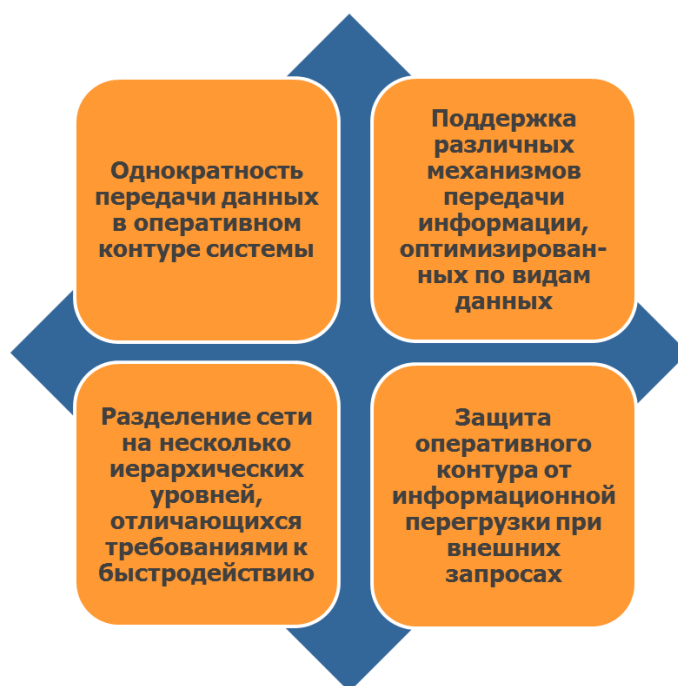 Однократность
передачи данных
в оперативном
контуре системы
Поддержка
различных
механизмов
передачи
информации,
оптимизирован-
ных по видам
данных
Разделение сети
на несколько
иерархических
уровней,
отличающихся
требованиями к
быстродействию
Защита
оперативного
контура от
информационной
перегрузки при
внешних
запросах